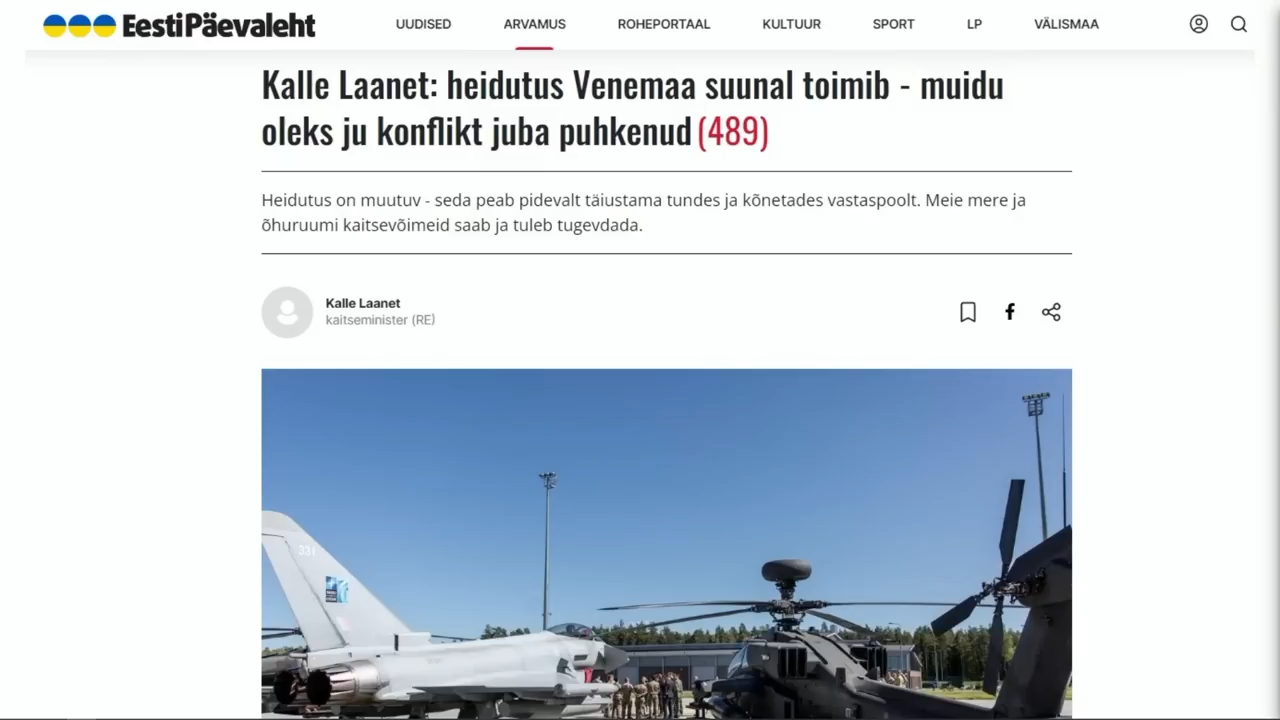 EestiPäevaleht
UUDISED ARVAMUS ROHEPORTAAL KULTUUR SPORT LP VÄLISMAA
Kalle Laanet: heidutus Venemaa suunal toimib - muidu
oleks ju konflikt juba puhkenud (489)
Heidutus on muutuv - seda peab pidevalt täiustama tundes ja kõnetades vastaspoolt. Meie mere ja
õhuruumi kaitsevõimeid saab ja tuleb tugevdada.
Kalle Laanet
kaitseminister (RE)